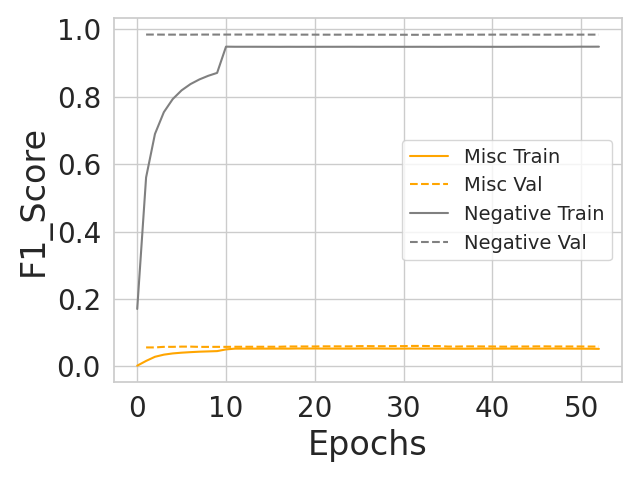 F1_Score
1.0
0.8
0.6
0.4
0.2
0.0
Misc Train
Misc Val
Negative Train
Negative Val
0 10 20 30 40 50
Epochs